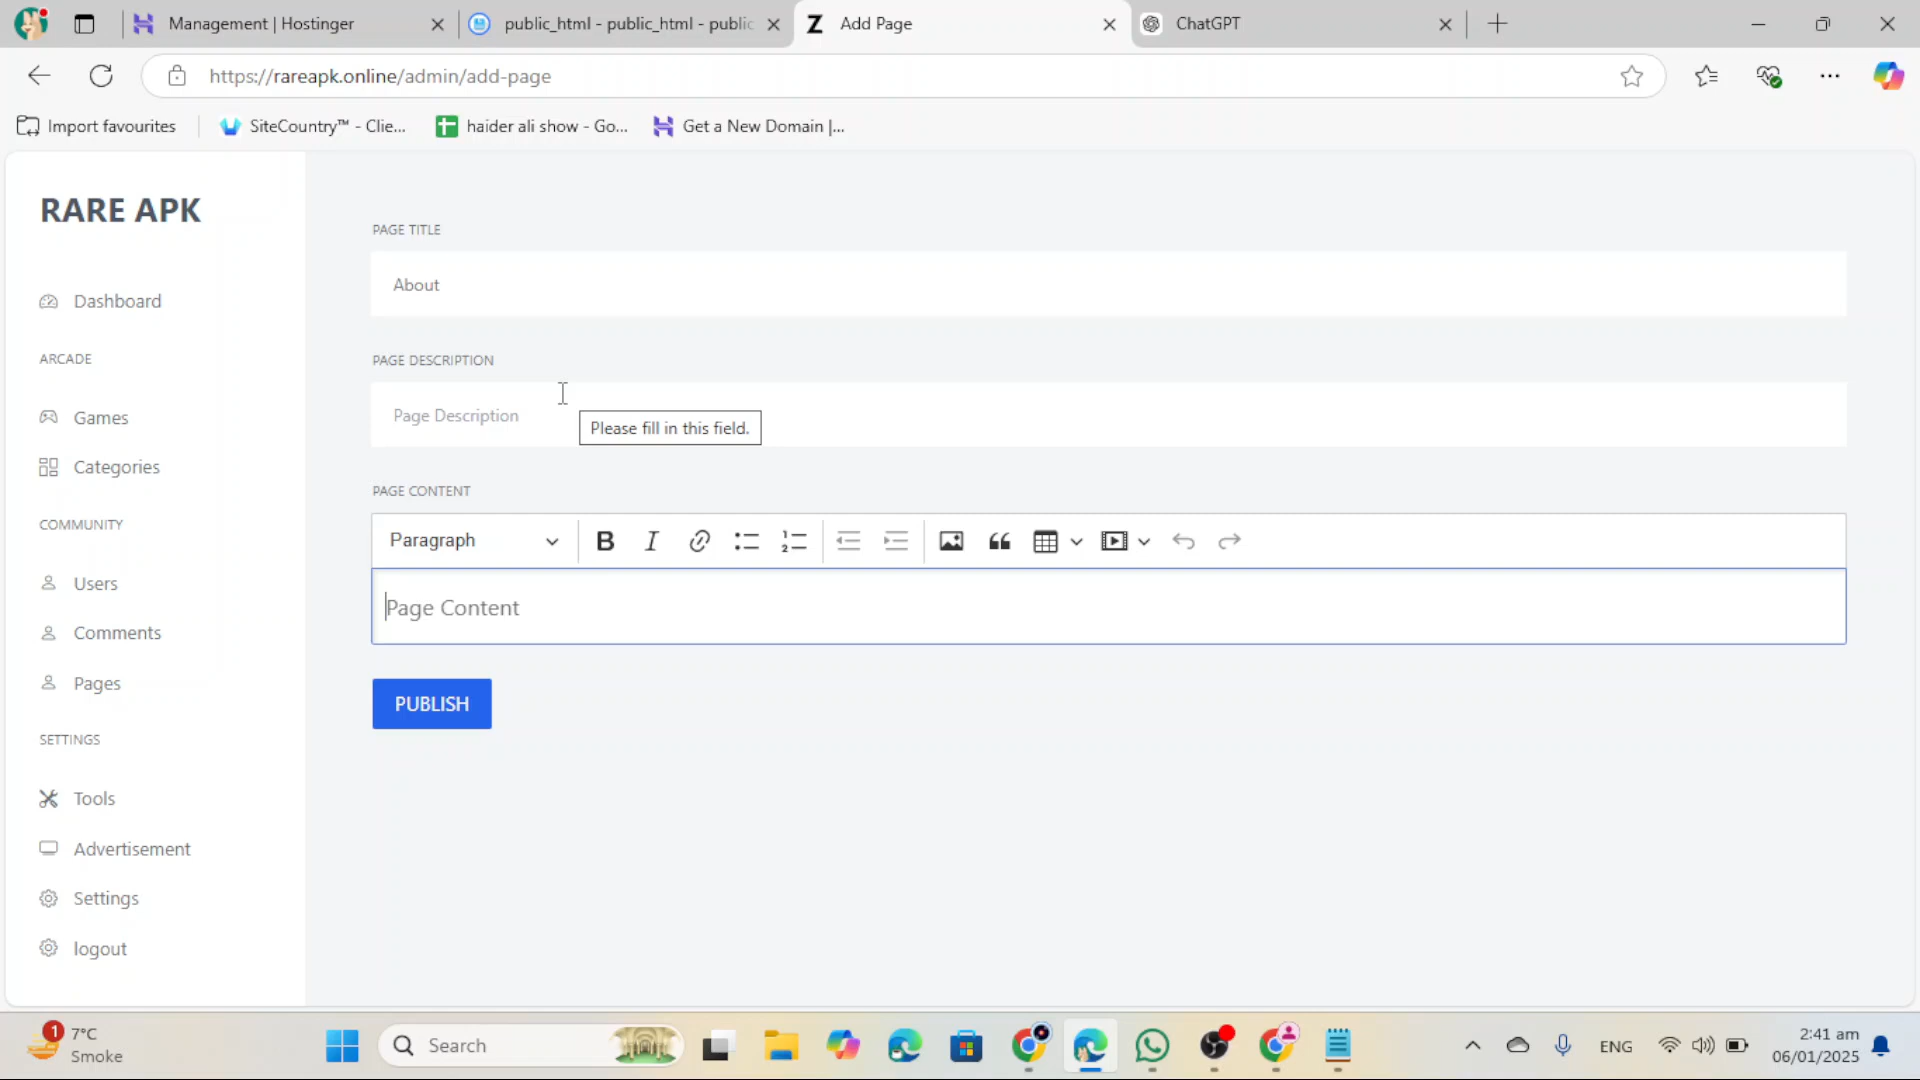 Management | Hostinger
public_html - public_html - public
Add Page
ChatGPT
https://rareapk.online/admin/add-page
Import favourites
SiteCountry™ - Clie...
haider ali show - Go...
Get a New Domain |...
RARE APK
Dashboard
ARCADE
Games
Categories
COMMUNITY
Users
Comments
Pages
SETTINGS
Tools
Advertisement
Settings
logout
PAGE TITLE
About
PAGE DESCRIPTION
Page Description
Please fill in this field.
PAGE CONTENT
Paragraph
Page Content
PUBLISH
1
7°C
Smoke
Search
ENG
2:41 am
06/01/2025